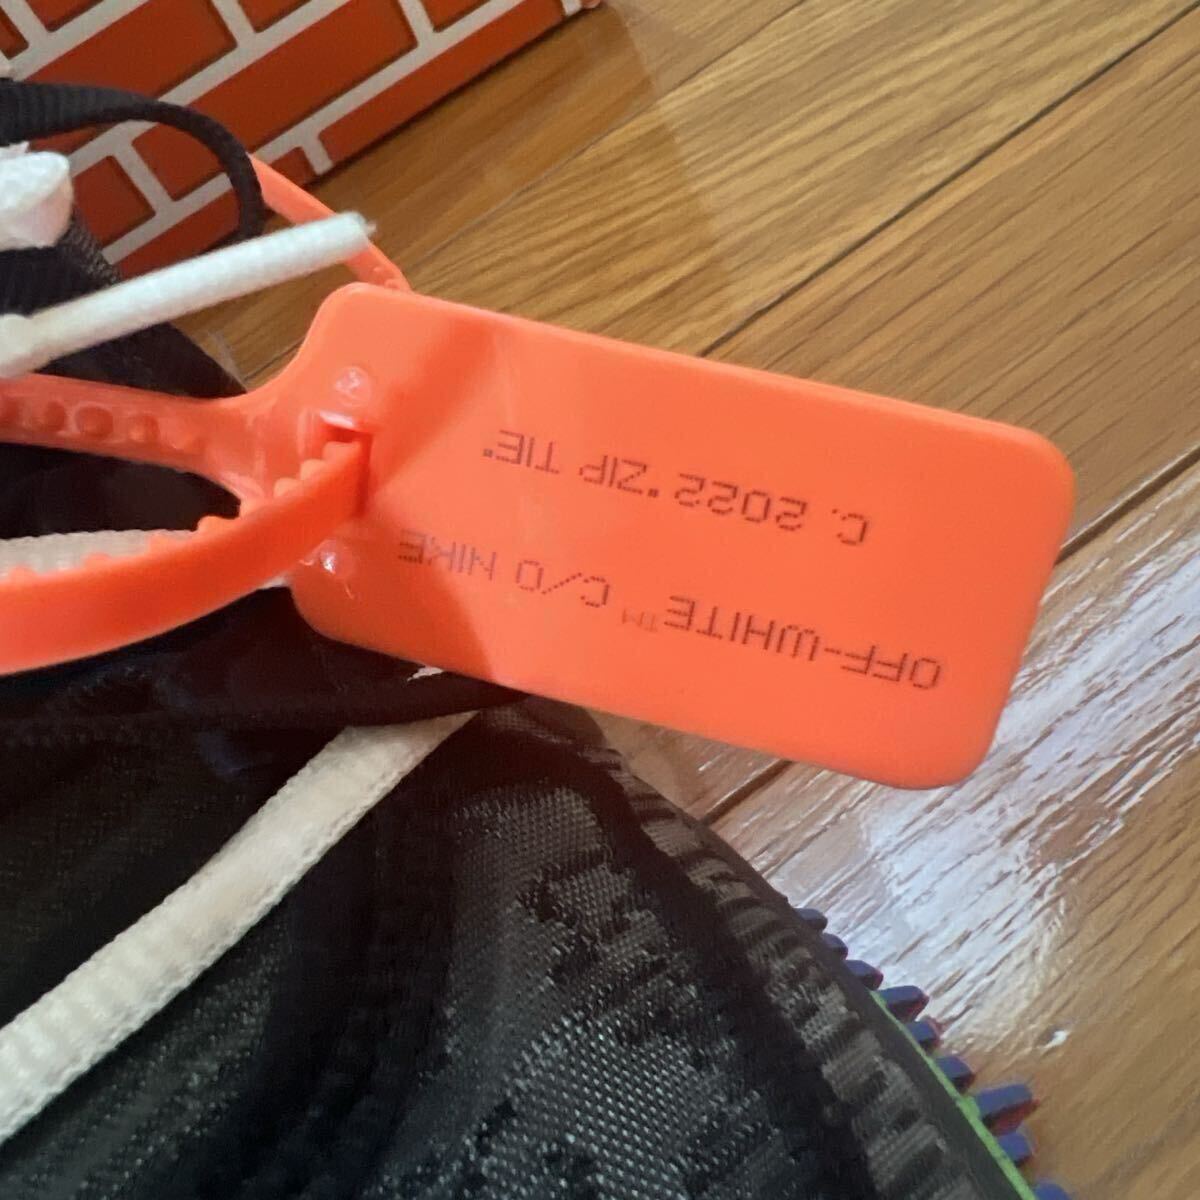 OFF-WHITE™ C/O NIKE
C. 2022 "ZIP TIE"